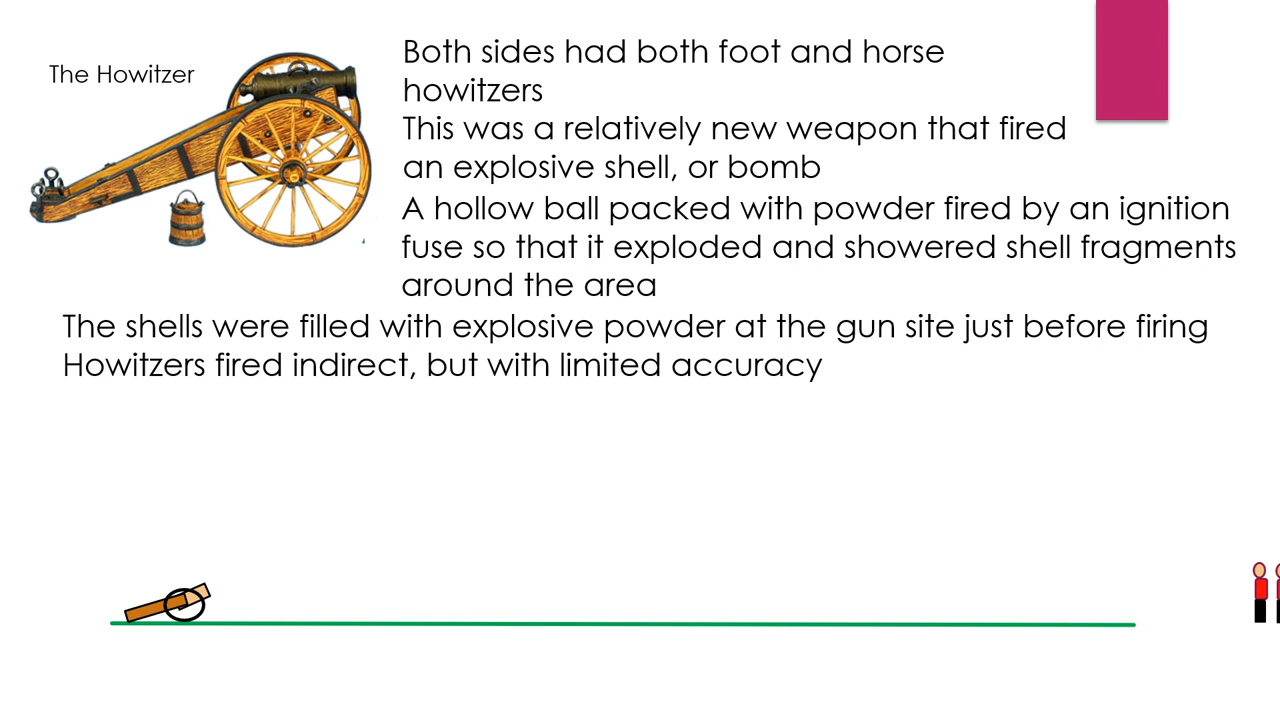 The Howitzer
Both sides had both foot and horse
howitzers
This was a relatively new weapon that fired
an explosive shell, or bomb
A hollow ball packed with powder fired by an ignition
fuse so that it exploded and showered shell fragments
around the area
The shells were filled with explosive powder at the gun site just before firing
Howitzers fired indirect, but with limited accuracy